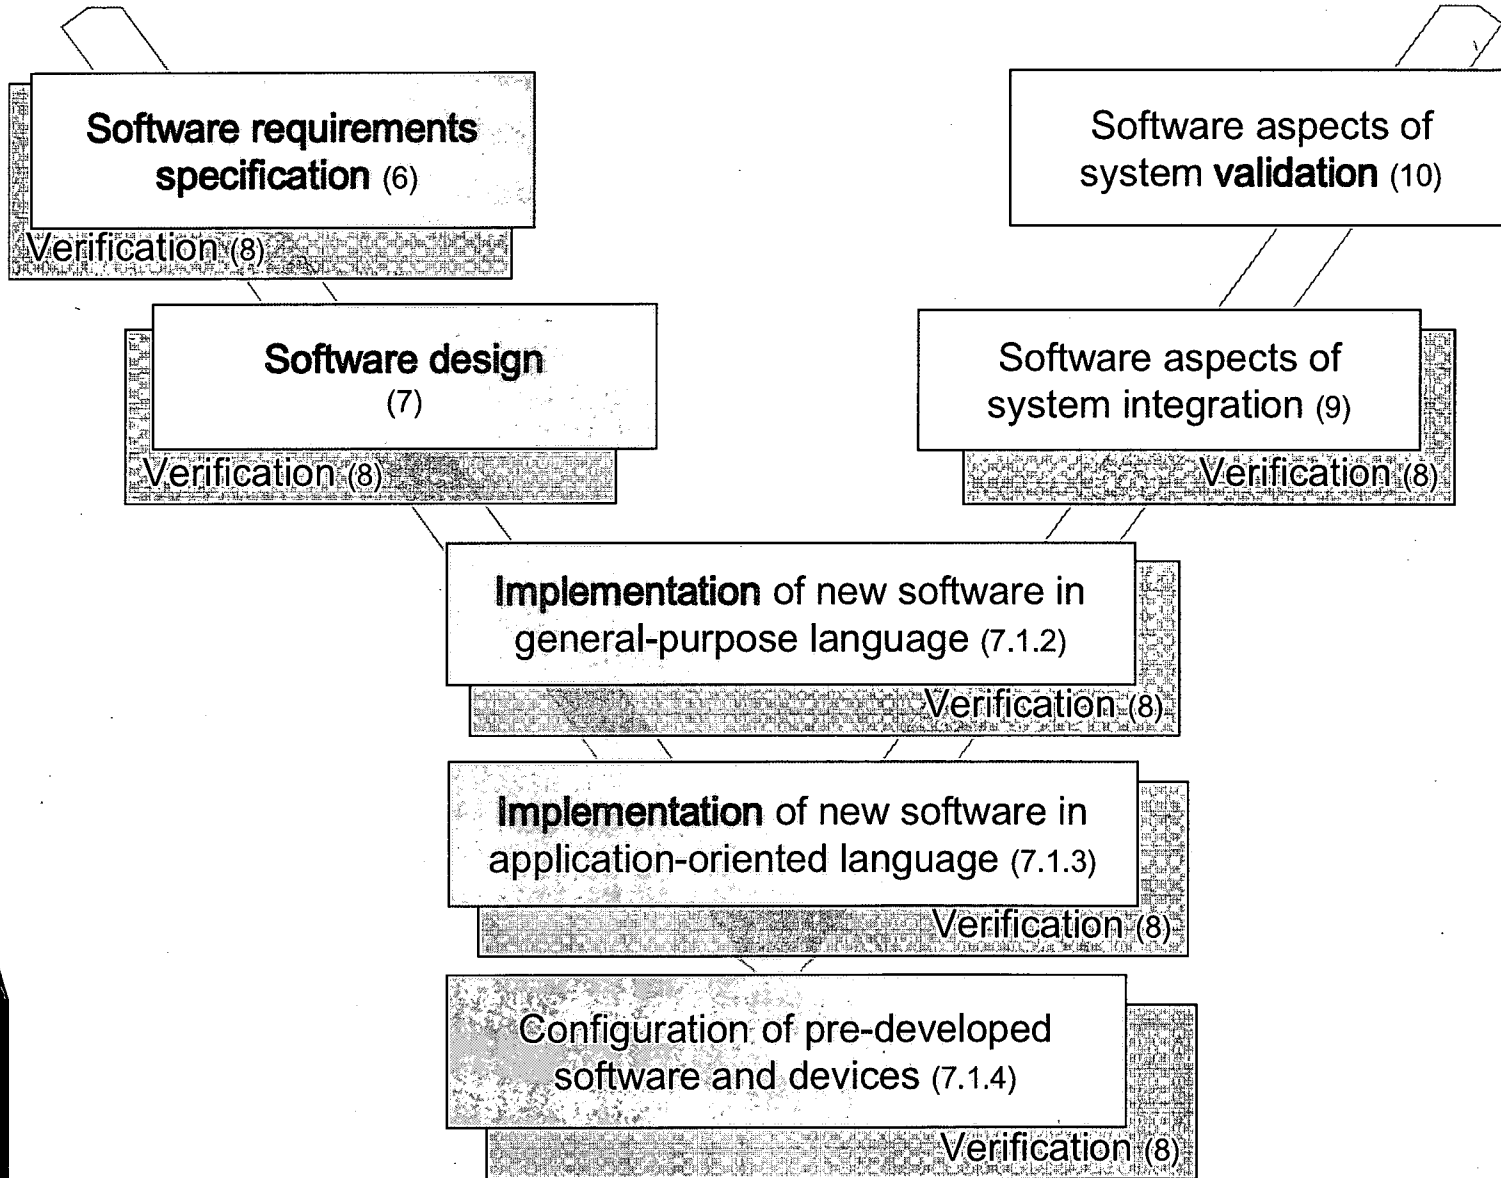 Software requirements
specification (6)
Verification (8)
Software aspects of
system validation (10)
Software design
(7)
Verification (8)
Software aspects of
system integration (9)
Verification (8)
Implementation of new software in
general-purpose language (7.1.2)
Verification (8)
Implementation of new software in
application-oriented language (7.1.3)
Verification (8)
Configuration of pre-developed
software and devices (7.1.4)
Verification (8)